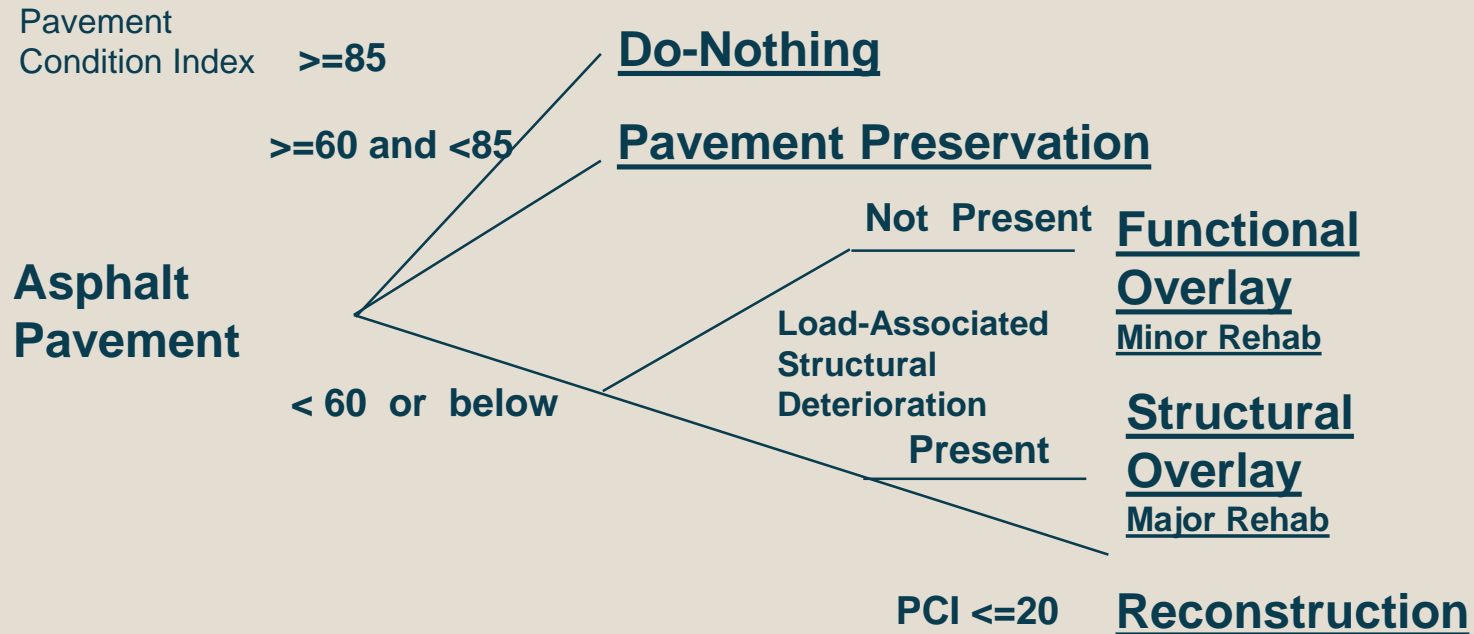 Pavement
Condition Index
>=85
Do-Nothing
>=60 and <85
Pavement Preservation
Asphalt
Pavement
< 60 or below
Not Present
Functional
Overlay
Minor Rehab
Load-Associated
Structural
Deterioration
Present
Structural
Overlay
Major Rehab
PCI <=20
Reconstruction